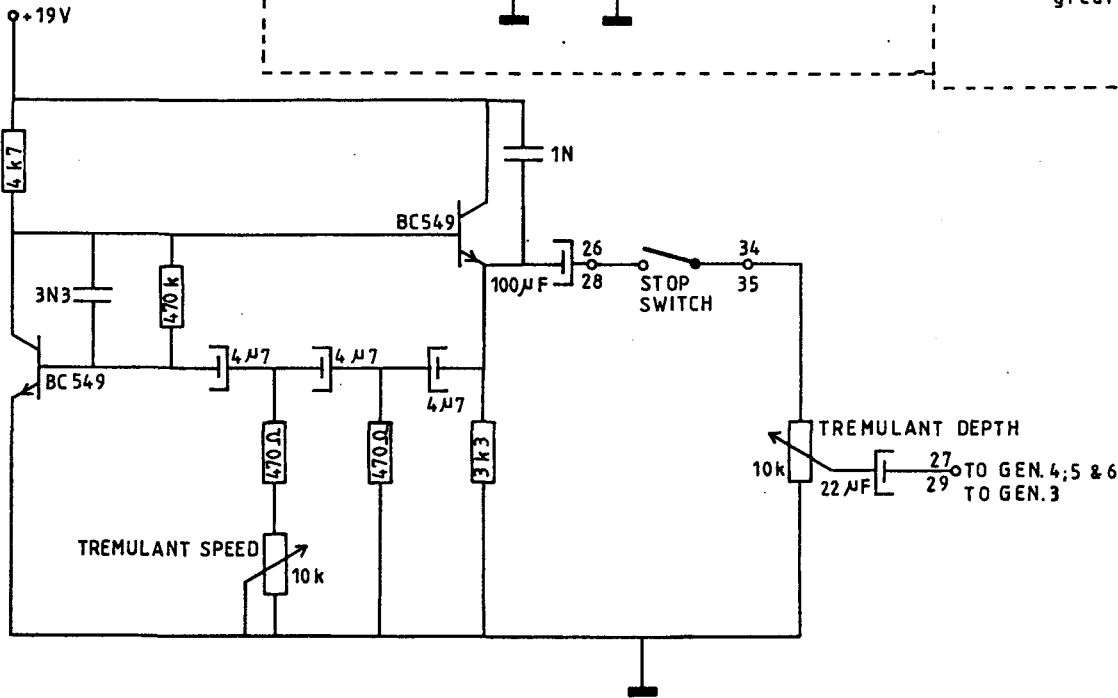 +19V
4k7
1N
BC549
26
28
100µF
STOP
SWITCH
34
35
3N3
470k
BC549
4µ7
4µ7
4µ7
470Ω
470Ω
3k3
TREMULANT DEPTH
10k
22µF
27
29
TO GEN.4;5 & 6
TO GEN.3
TREMULANT SPEED
10k